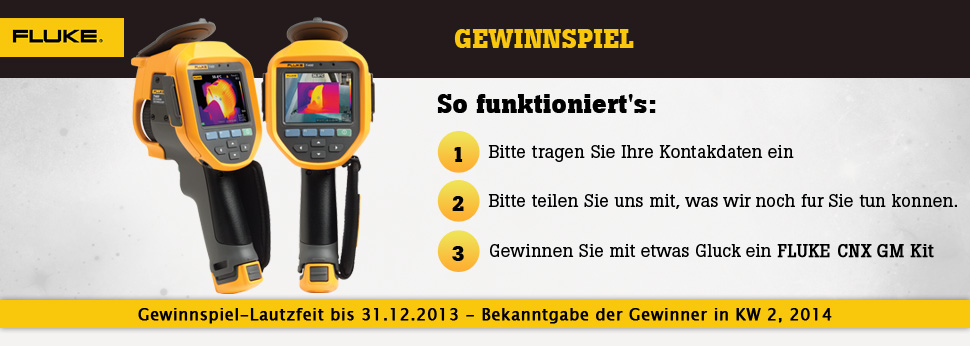 FLUKE®
GEWINNSPIEL
So funktioniert's:
1 Bitte tragen Sie Ihre Kontakdaten ein
2 Bitte teilen Sie uns mit, was wir noch fur Sie tun konnen.
3 Gewinnen Sie mit etwas Gluck ein FLUKE CNX GM Kit
Gewinnspiel-Lautzfeit bis 31.12.2013 - Bekanntgabe der Gewinner in KW 2, 2014
FLUKE
FLUKE